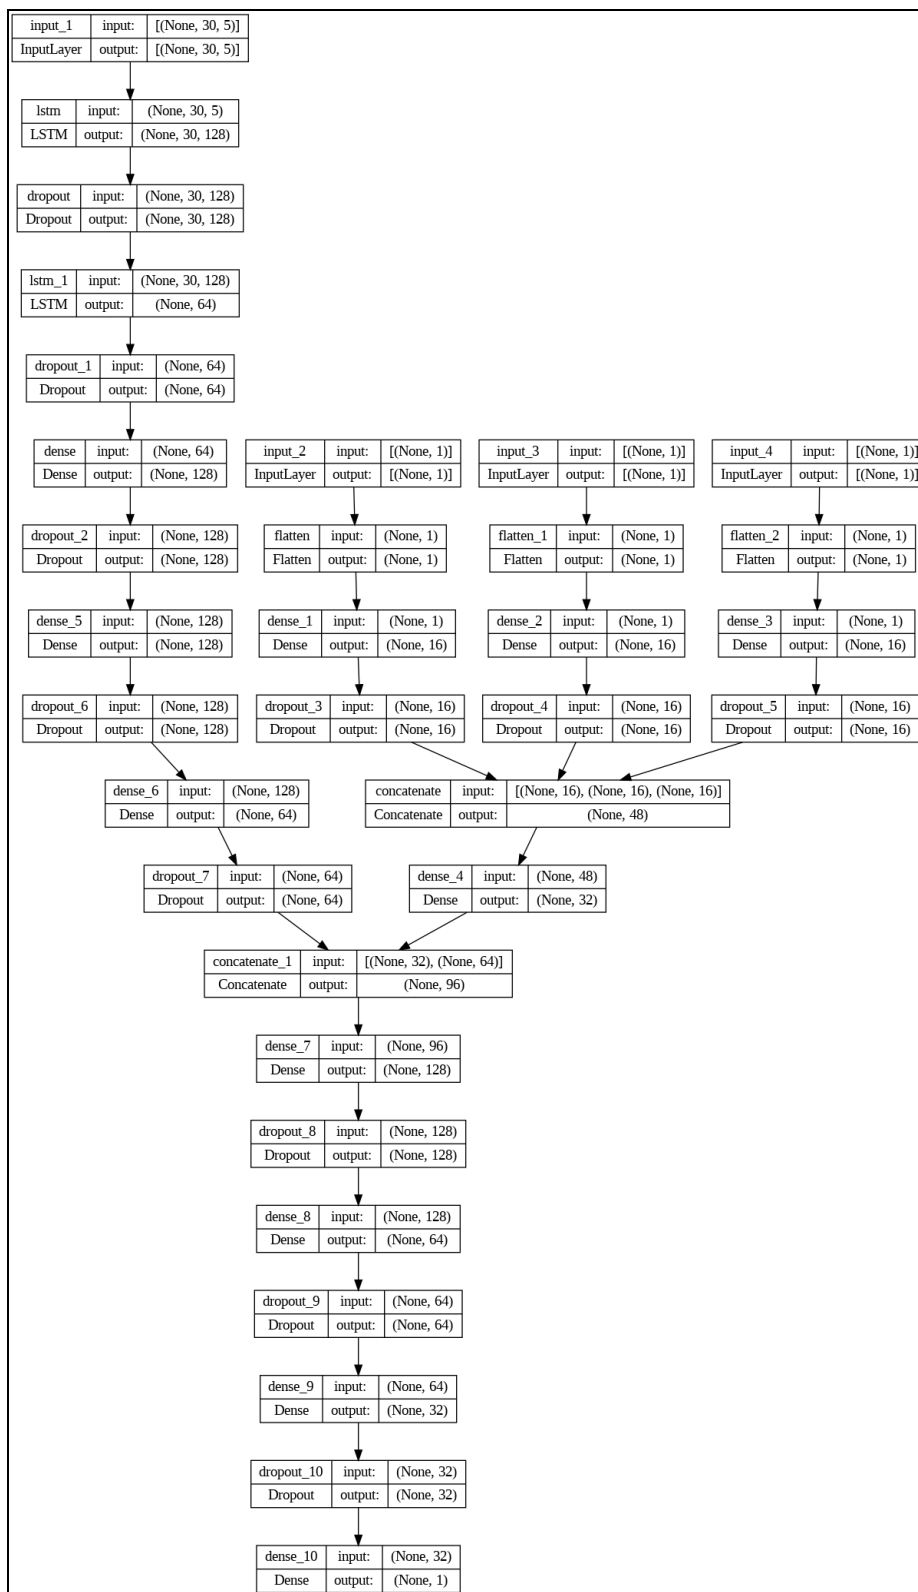 input_1 input: [(None, 30, 5)]
InputLayer output: [(None, 30, 5)]
lstm input: (None, 30, 5)
LSTM output: (None, 30, 128)
dropout input: (None, 30, 128)
Dropout output: (None, 30, 128)
lstm_1 input: (None, 30, 128)
LSTM output: (None, 64)
dropout_1 input: (None, 64)
Dropout output: (None, 64)
dense input: (None, 64) input_2 input: [(None, 1)] input_3 input: [(None, 1)] input_4 input: [(None, 1)]
Dense output: (None, 128) InputLayer output: [(None, 1)] InputLayer output: [(None, 1)] InputLayer output: [(None, 1)]
dropout_2 input: (None, 128) flatten input: (None, 1) flatten_1 input: (None, 1) flatten_2 input: (None, 1)
Dropout output: (None, 128) Flatten output: (None, 1) Flatten output: (None, 1) Flatten output: (None, 1)
dense_5 input: (None, 128) dense_1 input: (None, 1) dense_2 input: (None, 1) dense_3 input: (None, 1)
Dense output: (None, 128) Dense output: (None, 16) Dense output: (None, 16) Dense output: (None, 16)
dropout_6 input: (None, 128) dropout_3 input: (None, 16) dropout_4 input: (None, 16) dropout_5 input: (None, 16)
Dropout output: (None, 128) Dropout output: (None, 16) Dropout output: (None, 16) Dropout output: (None, 16)
dense_6 input: (None, 128) concatenate input: [(None, 16), (None, 16), (None, 16)]
Dense output: (None, 64) Concatenate output: (None, 48)
dropout_7 input: (None, 64) dense_4 input: (None, 48)
Dropout output: (None, 64) Dense output: (None, 32)
concatenate_1 input: [(None, 32), (None, 64)]
Concatenate output: (None, 96)
dense_7 input: (None, 96)
Dense output: (None, 128)
dropout_8 input: (None, 128)
Dropout output: (None, 128)
dense_8 input: (None, 128)
Dense output: (None, 64)
dropout_9 input: (None, 64)
Dropout output: (None, 64)
dense_9 input: (None, 64)
Dense output: (None, 32)
dropout_10 input: (None, 32)
Dropout output: (None, 32)
dense_10 input: (None, 32)
Dense output: (None, 1)